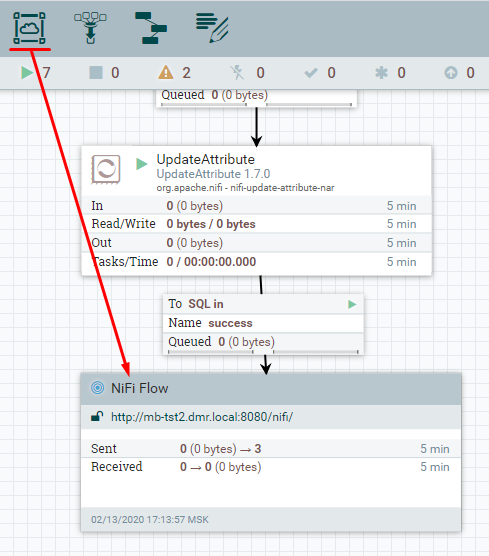 7 0 2 0 0 0 0
Queued 0 (0 bytes)
UpdateAttribute
UpdateAttribute 1.7.0
org.apache.nifi - nifi-update-attribute-nar
In 0 (0 bytes) 5 min
Read/Write 0 bytes / 0 bytes 5 min
Out 0 (0 bytes) 5 min
Tasks/Time 0 / 00:00:00.000 5 min
To SQL in
Name success
Queued 0 (0 bytes)
NiFi Flow
http://mb-tst2.dmr.local:8080/nifi/
Sent 0 (0 bytes) → 3 5 min
Received 0 → 0 (0 bytes) 5 min
02/13/2020 17:13:57 MSK